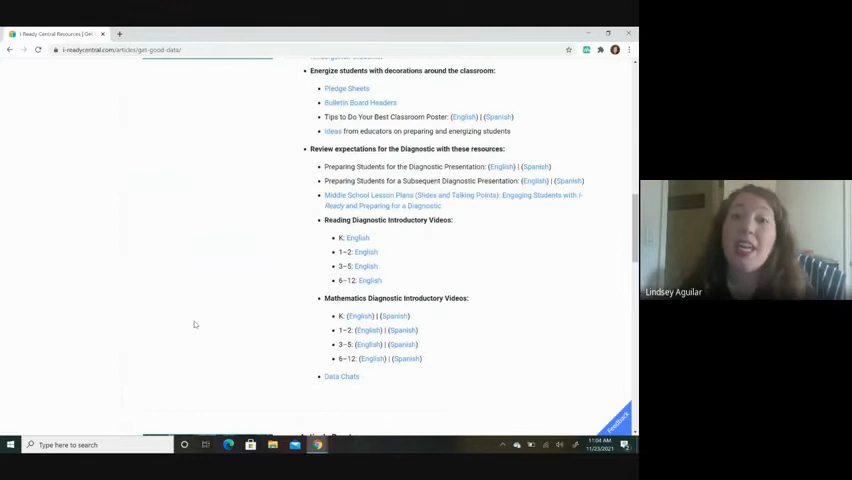 i-Ready Central Resources | Get
i-readycentral.com/articles/get-good-data/
Energize students with decorations around the classroom:
Pledge Sheets
Bulletin Board Headers
Tips to Do Your Best Classroom Poster: (English) | (Spanish)
Ideas from educators on preparing and energizing students
Review expectations for the Diagnostic with these resources:
Preparing Students for the Diagnostic Presentation: (English) | (Spanish)
Preparing Students for a Subsequent Diagnostic Presentation: (English) | (Spanish)
Middle School Lesson Plans (Slides and Talking Points): Engaging Students with i-
Ready and Preparing for a Diagnostic
Reading Diagnostic Introductory Videos:
K: English
1–2: English
3–5: English
6–12: English
Mathematics Diagnostic Introductory Videos:
K: (English) | (Spanish)
1–2: (English) | (Spanish)
3–5: (English) | (Spanish)
6–12: (English) | (Spanish)
Data Chats
Feedback
Lindsey Aguilar
Type here to search
11:04 AM
11/23/2021